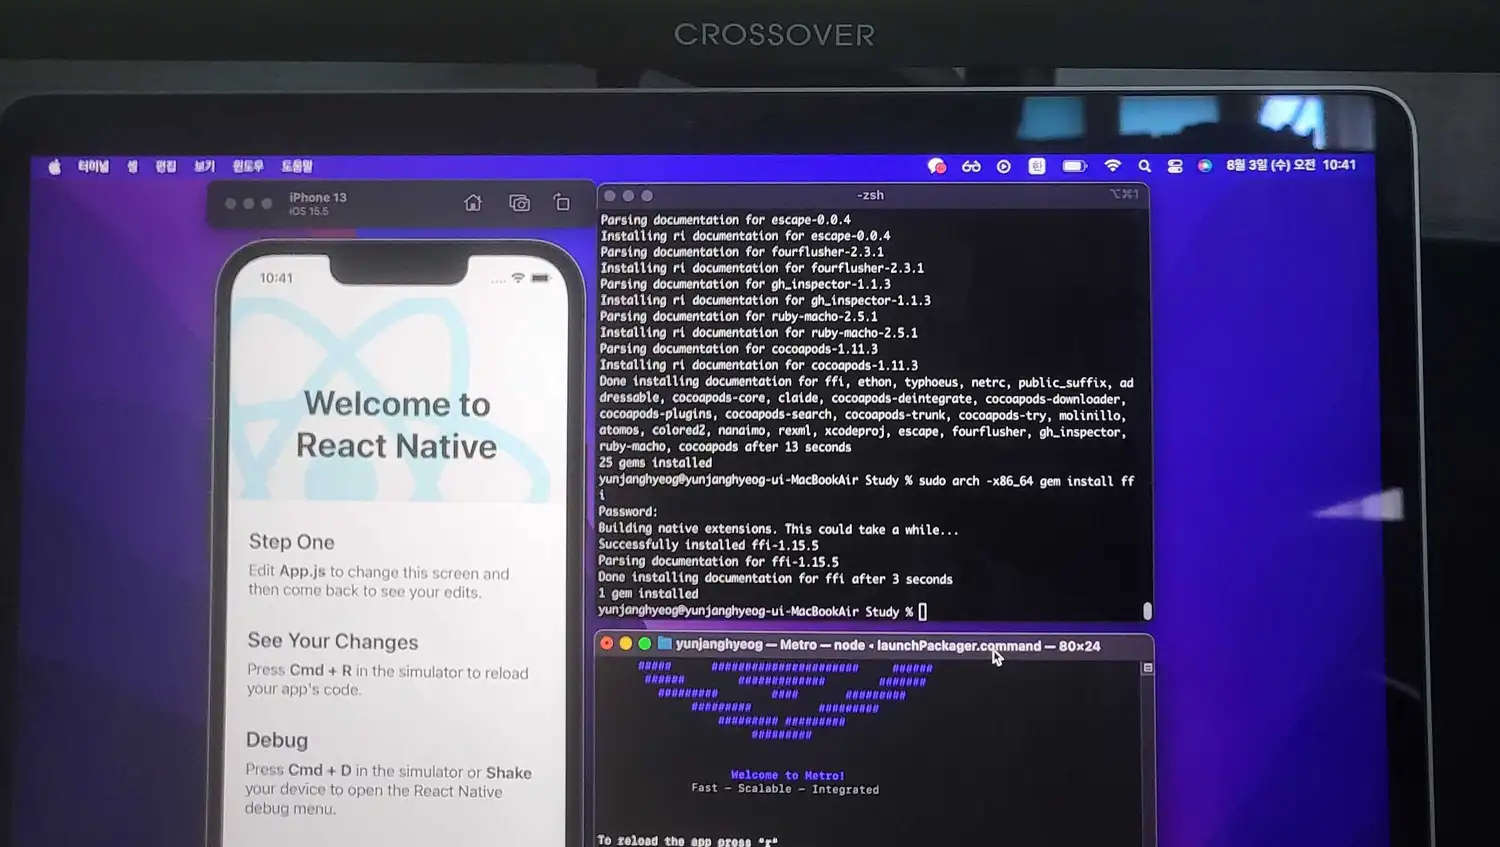 CROSSOVER
터미널 셸 편집 보기 윈도우 도움말
한
8월 3일 (수) 오전 10:41
iPhone 13
iOS 15.5
10:41
Welcome to
React Native
Step One
Edit App.js to change this screen and
then come back to see your edits.
See Your Changes
Press Cmd + R in the simulator to reload
your app's code.
Debug
Press Cmd + D in the simulator or Shake
your device to open the React Native
debug menu.
-zsh
⌥⌘1
Parsing documentation for escape-0.0.4
Installing ri documentation for escape-0.0.4
Parsing documentation for fourflusher-2.3.1
Installing ri documentation for fourflusher-2.3.1
Parsing documentation for gh_inspector-1.1.3
Installing ri documentation for gh_inspector-1.1.3
Parsing documentation for ruby-macho-2.5.1
Installing ri documentation for ruby-macho-2.5.1
Parsing documentation for cocoapods-1.11.3
Installing ri documentation for cocoapods-1.11.3
Done installing documentation for ffi, ethon, typhoeus, netrc, public_suffix, ad
dressable, cocoapods-core, claide, cocoapods-deintegrate, cocoapods-downloader,
cocoapods-plugins, cocoapods-search, cocoapods-trunk, cocoapods-try, molinillo,
atomos, colored2, nanaimo, rexml, xcodeproj, escape, fourflusher, gh_inspector,
ruby-macho, cocoapods after 13 seconds
25 gems installed
yunjanghyeog@yunjanghyeog-ui-MacBookAir Study % sudo arch -x86_64 gem install ff
i
Password:
Building native extensions. This could take a while...
Successfully installed ffi-1.15.5
Parsing documentation for ffi-1.15.5
Done installing documentation for ffi after 3 seconds
1 gem installed
yunjanghyeog@yunjanghyeog-ui-MacBookAir Study %
yunjanghyeog — Metro — node ◂ launchPackager.command — 80×24
##### ###################### ######
###### ############# #######
######### #### #########
######### #########
######### #########
#########
Welcome to Metro!
Fast - Scalable - Integrated
To reload the app press "r"